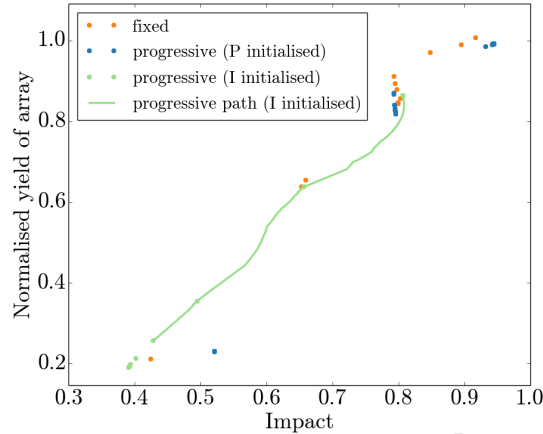 fixed
progressive (P initialised)
progressive (I initialised)
progressive path (I initialised)
Normalised yield of array
1.0
0.8
0.6
0.4
0.2
0.3 0.4 0.5 0.6 0.7 0.8 0.9 1.0
Impact